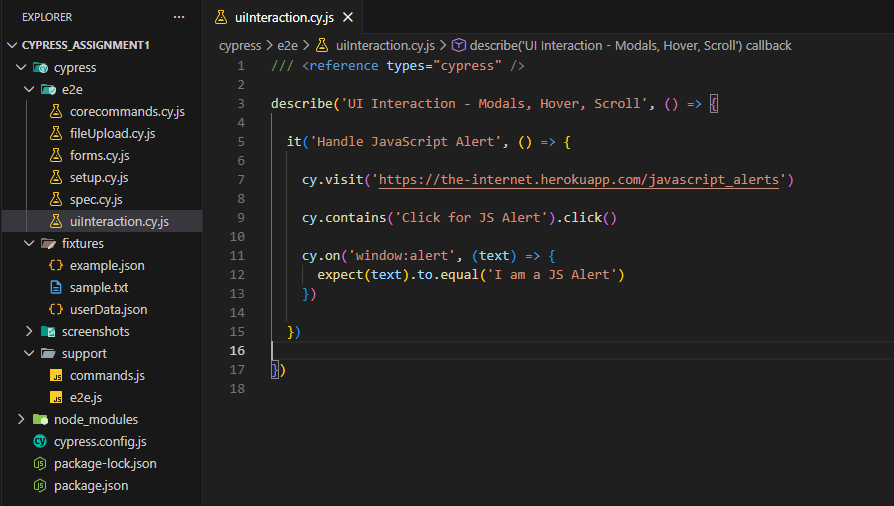 EXPLORER ···
uiInteraction.cy.js ×
CYPRESS_ASSIGNMENT1
cypress
e2e
corecommands.cy.js
fileUpload.cy.js
forms.cy.js
setup.cy.js
spec.cy.js
uiInteraction.cy.js
fixtures
example.json
sample.txt
userData.json
screenshots
support
commands.js
e2e.js
node_modules
cypress.config.js
package-lock.json
package.json
cypress > e2e > uiInteraction.cy.js > describe('UI Interaction - Modals, Hover, Scroll') callback
1 /// <reference types="cypress" />
2
3 describe('UI Interaction - Modals, Hover, Scroll', () => {
4
5 it('Handle JavaScript Alert', () => {
6
7 cy.visit('https://the-internet.herokuapp.com/javascript_alerts')
8
9 cy.contains('Click for JS Alert').click()
10
11 cy.on('window:alert', (text) => {
12 expect(text).to.equal('I am a JS Alert')
13 })
14
15 })
16
17 })
18